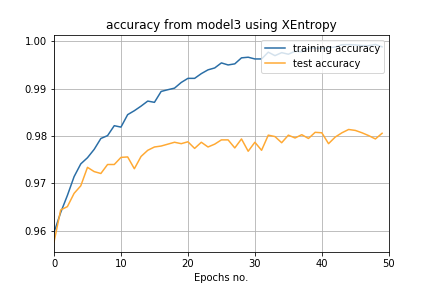 accuracy from model3 using XEntropy
1.00
0.99
0.98
0.97
0.96
training accuracy
test accuracy
0 10 20 30 40 50
Epochs no.